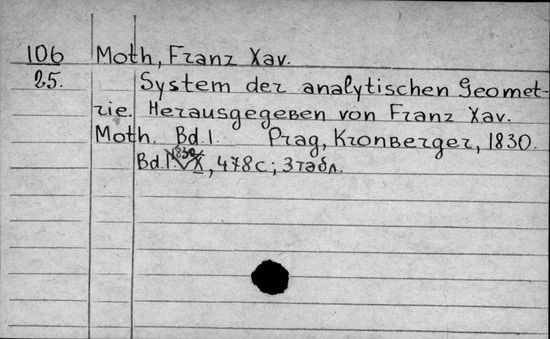 106 Moth, Franz Xav.
25. System der analytischen Geomet-
rie. Herausgegeben von Franz Xav.
Moth. Bd. 1. Prag, Kronberger, 1830.
Bd. 1. 1830. X, 478 с; 3 табл.